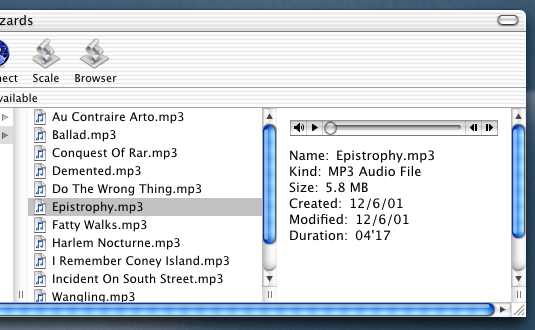 zards
nect Scale Browser
vailable
Au Contraire Arto.mp3
Ballad.mp3
Conquest Of Rar.mp3
Demented.mp3
Do The Wrong Thing.mp3
Epistrophy.mp3
Fatty Walks.mp3
Harlem Nocturne.mp3
I Remember Coney Island.mp3
Incident On South Street.mp3
Wangling.mp3
Name: Epistrophy.mp3
Kind: MP3 Audio File
Size: 5.8 MB
Created: 12/6/01
Modified: 12/6/01
Duration: 04'17